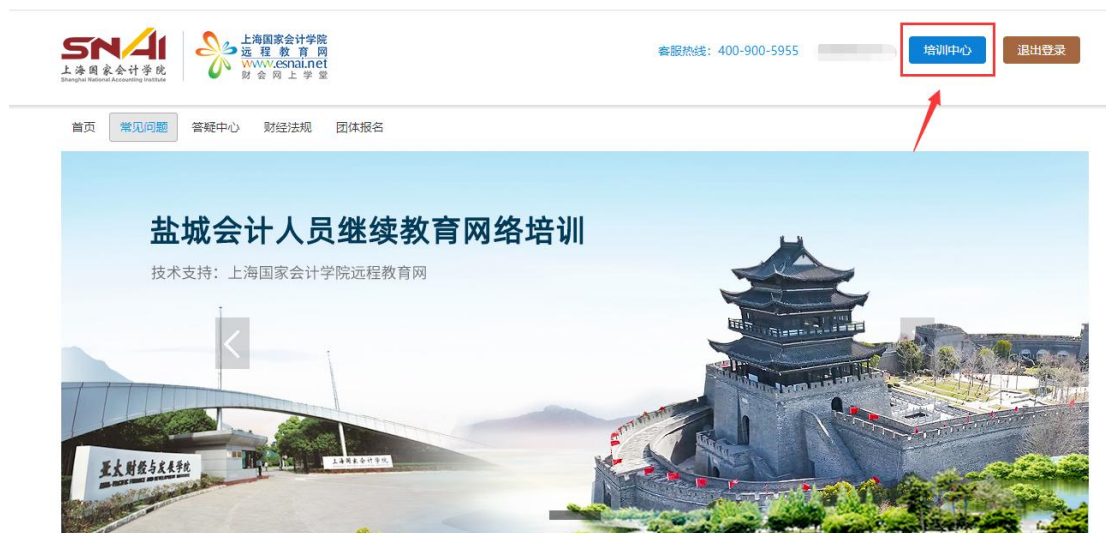 SNAI
上海国家会计学院
Shanghai National Accounting Institute
上海国家会计学院
远程教育网
www.esnai.net
财会网上学堂
客服热线：400-900-5955
培训中心
退出登录
首页
常见问题
答疑中心
财经法规
团体报名
盐城会计人员继续教育网络培训
技术支持：上海国家会计学院远程教育网
亚太财经与发展学院
上海国家会计学院